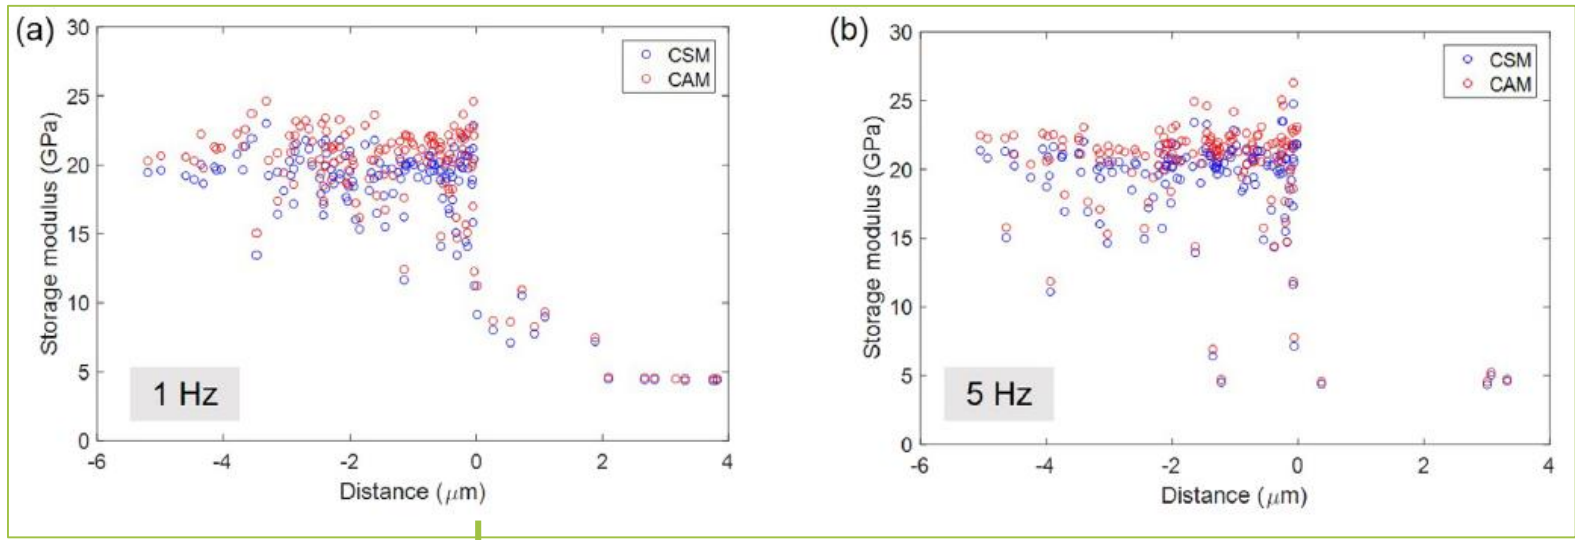 (a)
30
25
20
15
10
5
0
-6
-4
-2
0
2
4
Storage modulus (GPa)
Distance (μm)
CSM
CAM
1 Hz
(b)
30
25
20
15
10
5
0
-6
-4
-2
0
2
4
Storage modulus (GPa)
Distance (μm)
CSM
CAM
5 Hz